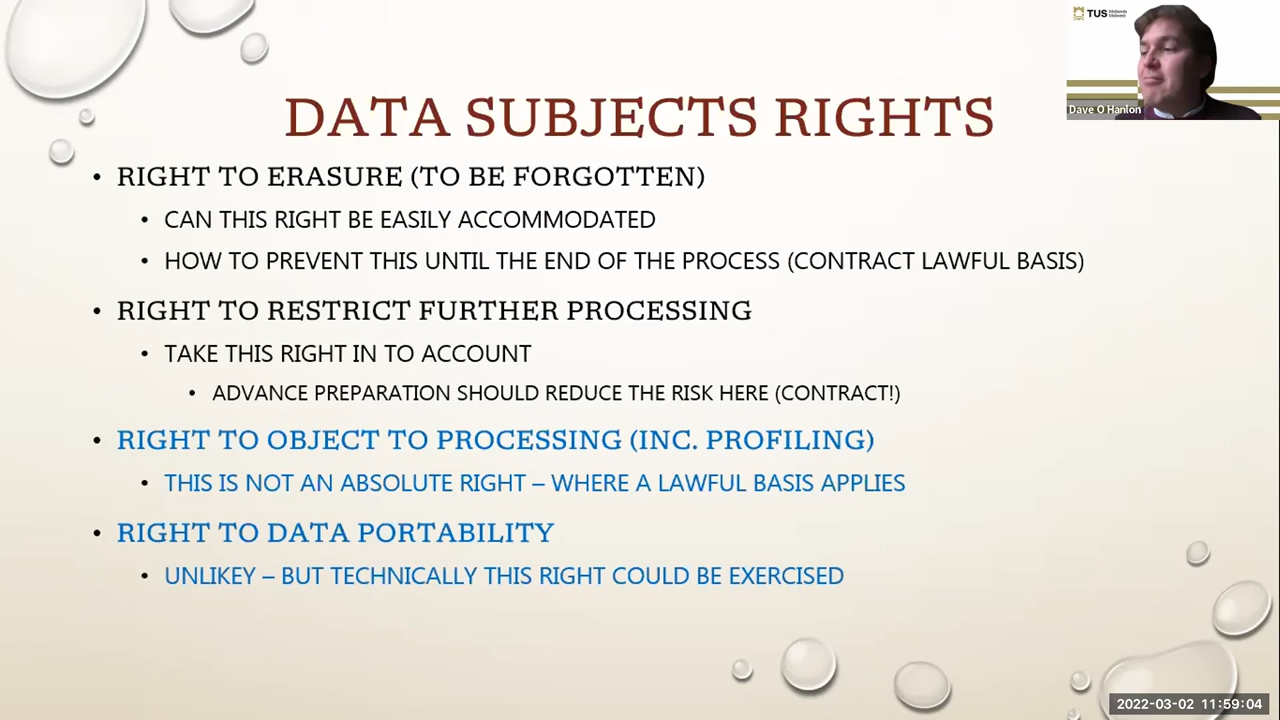 TUS Midlands
Midwest
Dave O Hanlon
DATA SUBJECTS RIGHTS
• RIGHT TO ERASURE (TO BE FORGOTTEN)
• CAN THIS RIGHT BE EASILY ACCOMMODATED
• HOW TO PREVENT THIS UNTIL THE END OF THE PROCESS (CONTRACT LAWFUL BASIS)
• RIGHT TO RESTRICT FURTHER PROCESSING
• TAKE THIS RIGHT IN TO ACCOUNT
• ADVANCE PREPARATION SHOULD REDUCE THE RISK HERE (CONTRACT!)
• RIGHT TO OBJECT TO PROCESSING (INC. PROFILING)
• THIS IS NOT AN ABSOLUTE RIGHT – WHERE A LAWFUL BASIS APPLIES
• RIGHT TO DATA PORTABILITY
• UNLIKEY – BUT TECHNICALLY THIS RIGHT COULD BE EXERCISED
2022-03-02 11:59:04